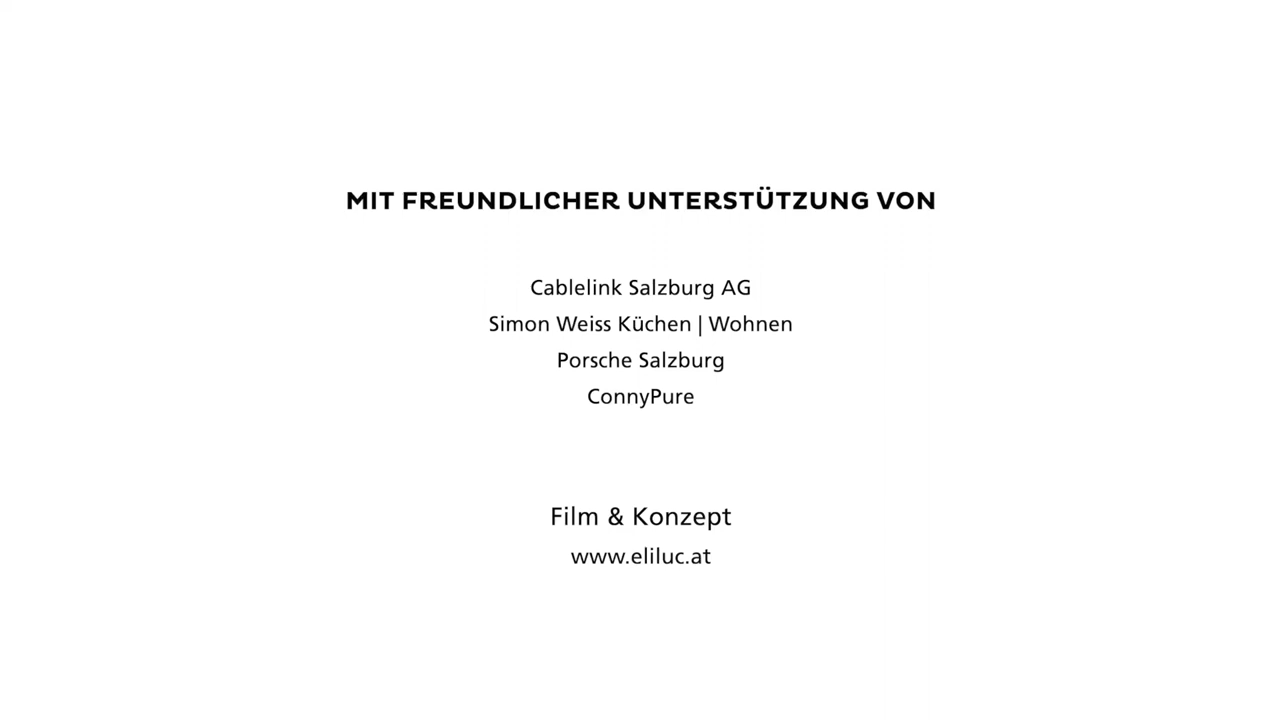 MIT FREUNDLICHER UNTERSTÜTZUNG VON
Cablelink Salzburg AG
Simon Weiss Küchen | Wohnen
Porsche Salzburg
ConnyPure
Film & Konzept
www.eliluc.at